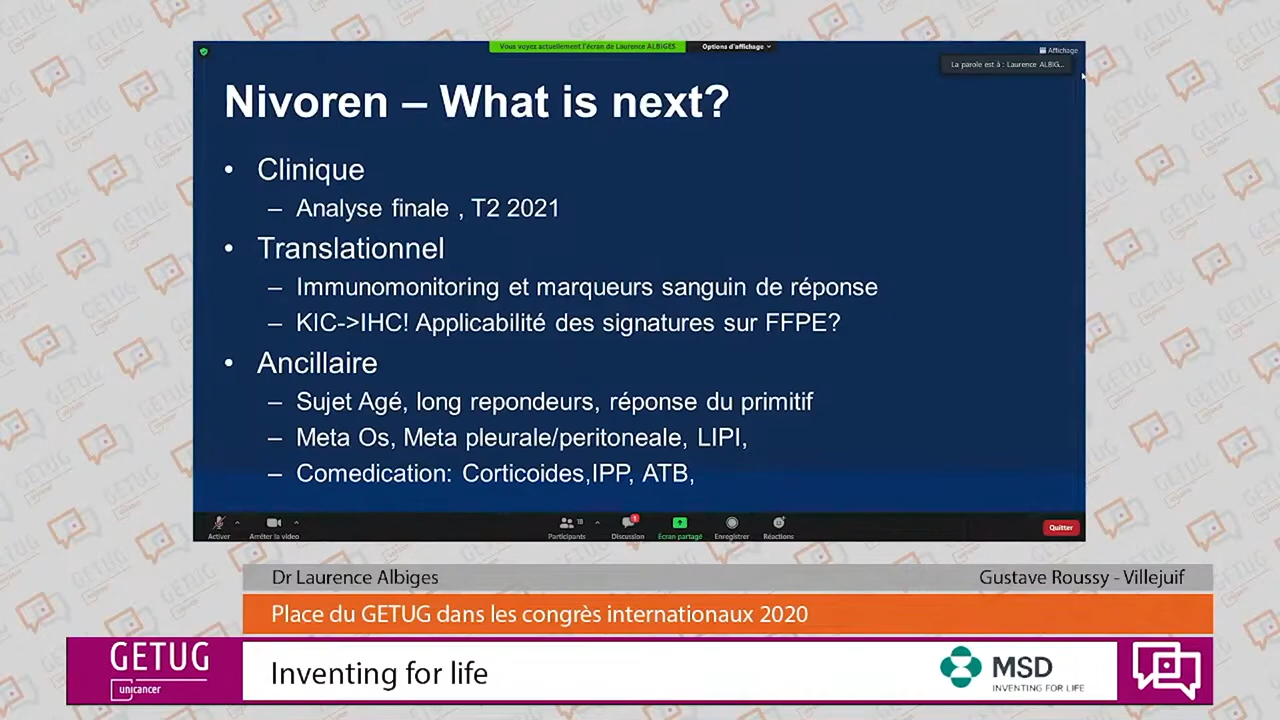 Vous voyez actuellement l'écran de Laurence ALBIGES
Options d'affichage
Affichage
La parole est à : Laurence ALBIG...
Nivoren – What is next?
• Clinique
– Analyse finale , T2 2021
• Translationnel
– Immunomonitoring et marqueurs sanguin de réponse
– KIC->IHC! Applicabilité des signatures sur FFPE?
• Ancillaire
– Sujet Agé, long repondeurs, réponse du primitif
– Meta Os, Meta pleurale/peritoneale, LIPI,
– Comedication: Corticoides,IPP, ATB,
Activer
Arrêter la vidéo
Participants
Discussion
1
Écran partagé
Enregistrer
Réactions
Quitter
Dr Laurence Albiges
Gustave Roussy - Villejuif
Place du GETUG dans les congrès internationaux 2020
GETUG
unicancer
Inventing for life
MSD
INVENTING FOR LIFE